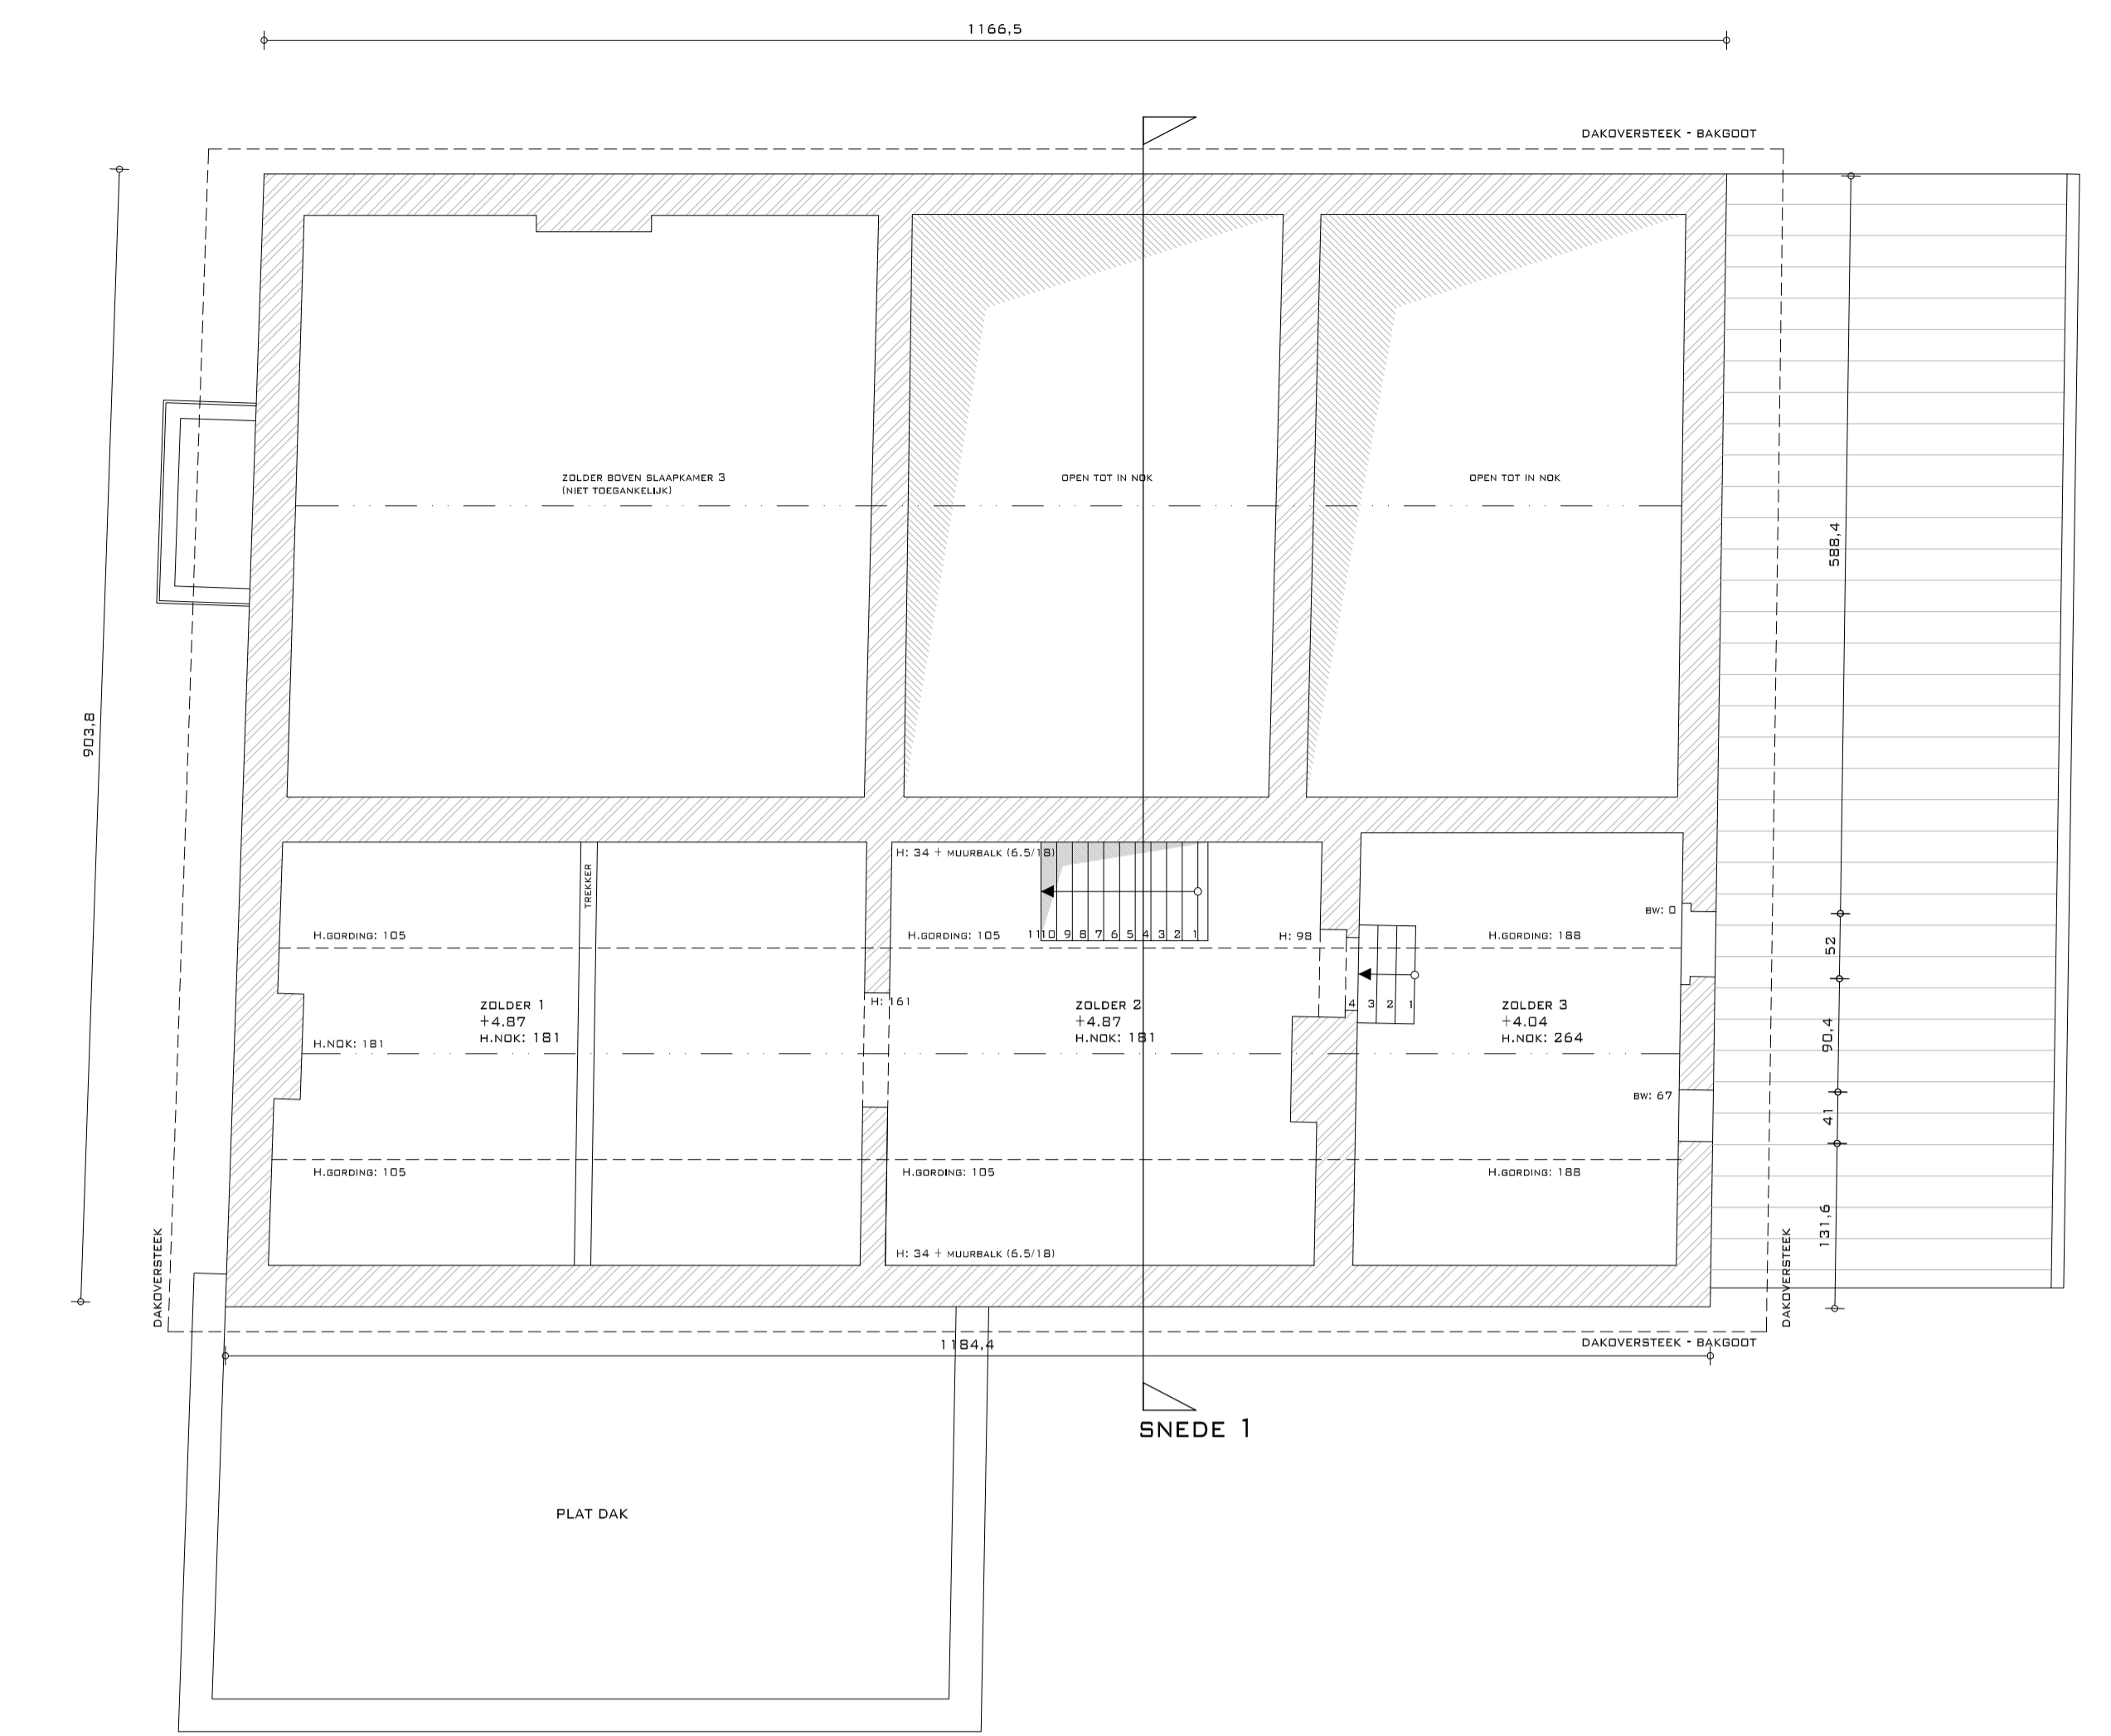 1166,5
DAKOVERSTEEK - BAKGOOT
ZOLDER BOVEN SLAAPKAMER 3
(NIET TOEGANKELIJK)
OPEN TOT IN NOK
OPEN TOT IN NOK
588,4
903,8
H: 34 + MUURBALK (6.5/18)
TREKKER
H.GORDING: 105
H.GORDING: 105
11 10 9 8 7 6 5 4 3 2 1
H: 98
H.GORDING: 188
BW: 0
52
ZOLDER 1
+4.87
H.NOK: 181
H.NOK: 181
H: 161
ZOLDER 2
+4.87
H.NOK: 181
4 3 2 1
ZOLDER 3
+4.04
H.NOK: 264
90,4
BW: 67
41
H.GORDING: 105
H.GORDING: 105
H.GORDING: 188
131,6
H: 34 + MUURBALK (6.5/18)
DAKOVERSTEEK
DAKOVERSTEEK
1184,4
DAKOVERSTEEK - BAKGOOT
SNEDE 1
PLAT DAK